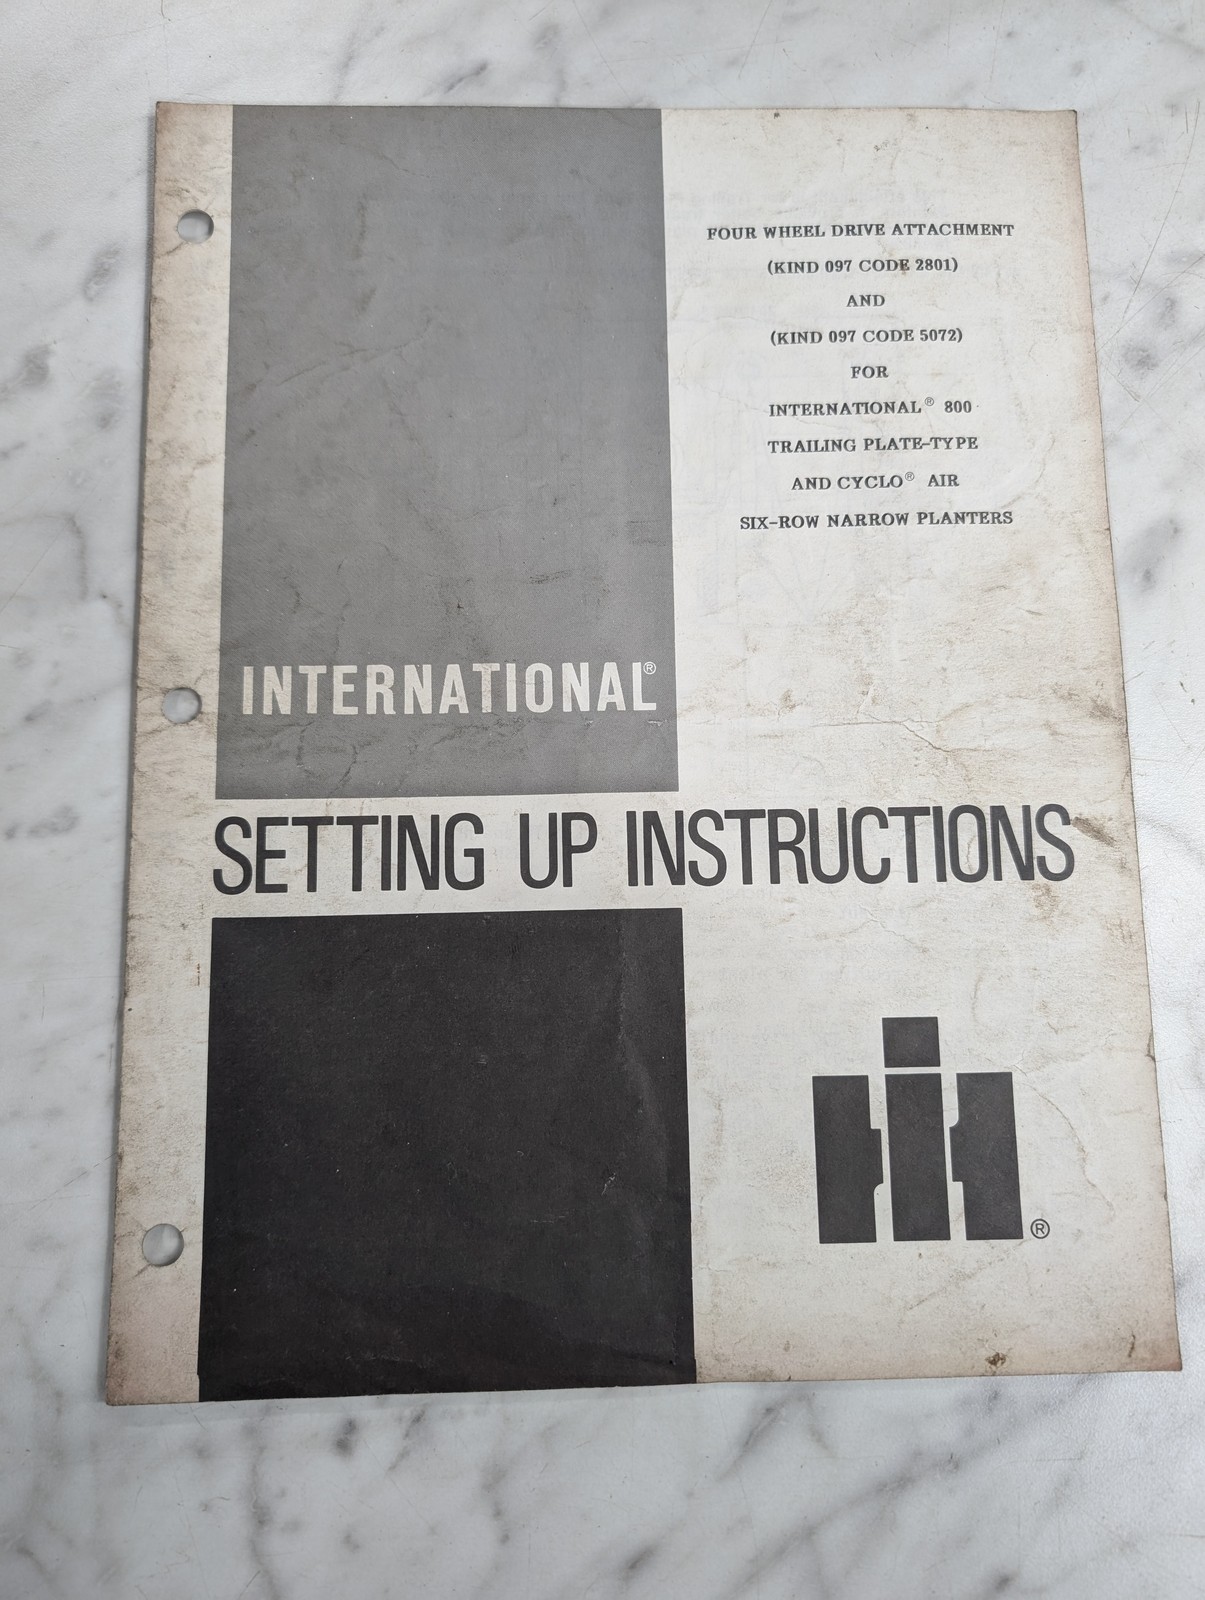 FOUR WHEEL DRIVE ATTACHMENT
(KIND 097 CODE 2801)
AND
(KIND 097 CODE 5072)
FOR
INTERNATIONAL® 800
TRAILING PLATE-TYPE
AND CYCLO® AIR
SIX-ROW NARROW PLANTERS
INTERNATIONAL®
SETTING UP INSTRUCTIONS
IH®